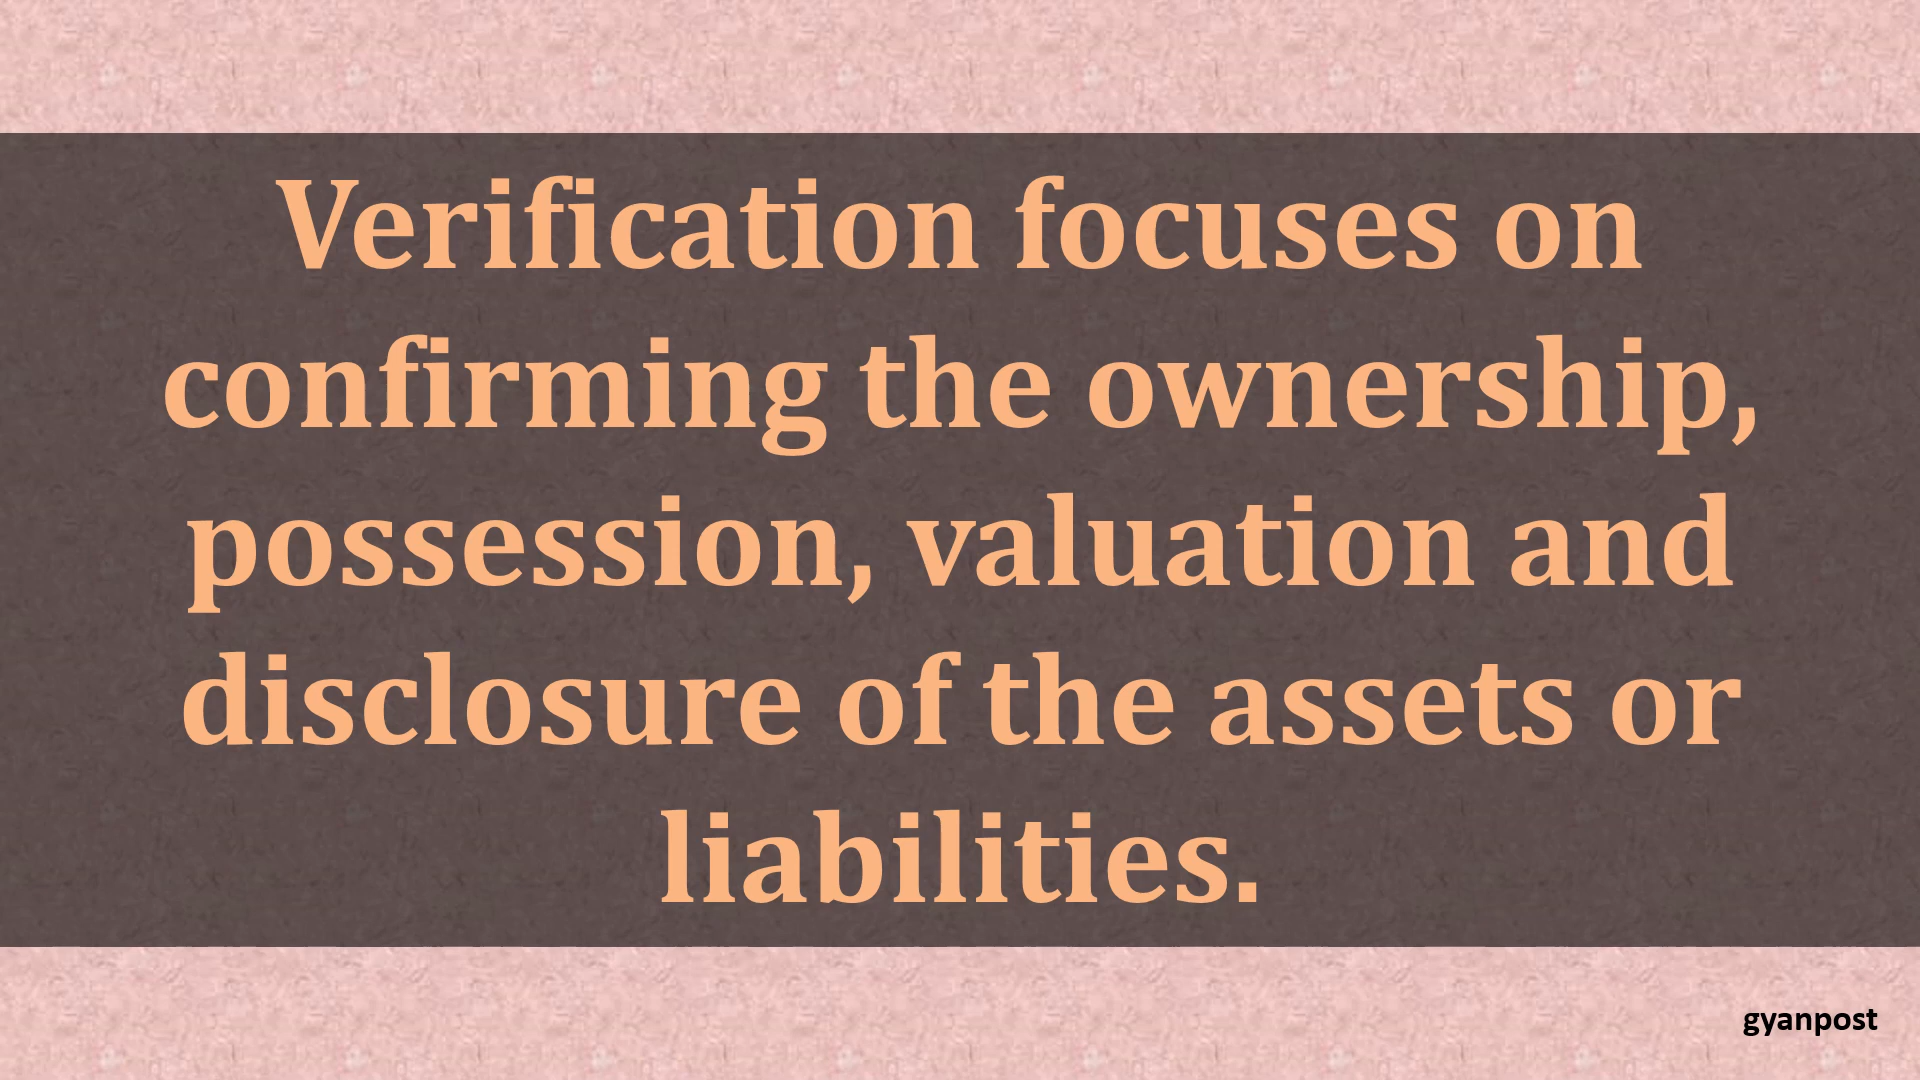 Verification focuses on
confirming the ownership,
possession, valuation and
disclosure of the assets or
liabilities.
gyanpost